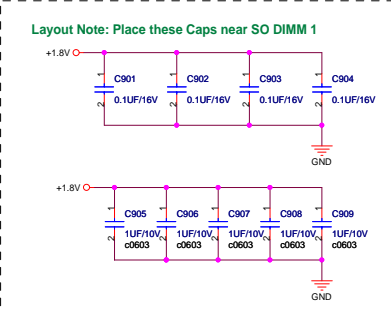 Layout Note: Place these Caps near SO DIMM 1
+1.8V
1 1 1 1
C901 C902 C903 C904
2 2 2 2
0.1UF/16V 0.1UF/16V 0.1UF/16V 0.1UF/16V
GND
+1.8V
1 1 1 1 1
C905 C906 C907 C908 C909
2 2 2 2 2
1UF/10V 1UF/10V 1UF/10V 1UF/10V 1UF/10V
c0603 c0603 c0603 c0603 c0603
GND